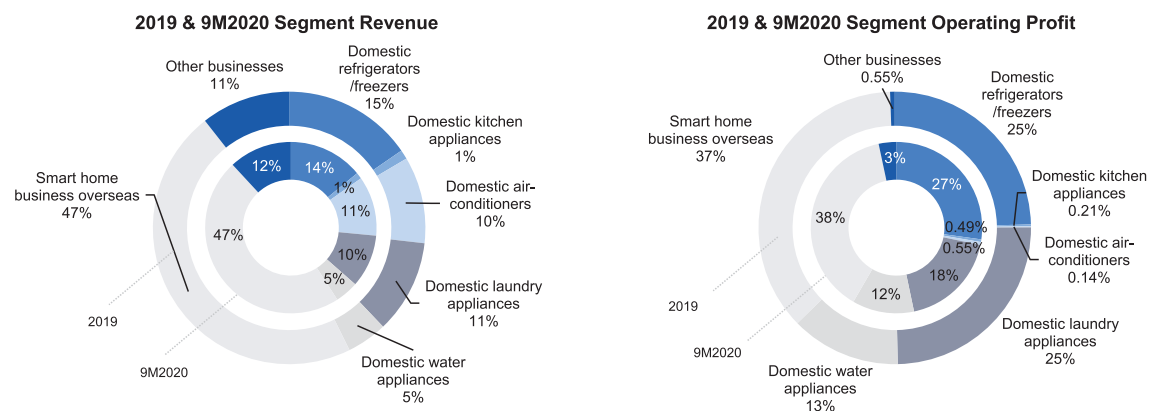 2019 & 9M2020 Segment Revenue
Other businesses
11%
Domestic
refrigerators
/freezers
15%
Domestic kitchen
appliances
1%
Domestic air-
conditioners
10%
Domestic laundry
appliances
11%
Domestic water
appliances
5%
Smart home
business overseas
47%
12%
14%
1%
11%
10%
5%
47%
2019
9M2020
2019 & 9M2020 Segment Operating Profit
Other businesses
0.55%
Domestic
refrigerators
/freezers
25%
Domestic kitchen
appliances
0.21%
Domestic air-
conditioners
0.14%
Domestic laundry
appliances
25%
Domestic water
appliances
13%
Smart home
business overseas
37%
3%
27%
0.49%
0.55%
18%
12%
38%
2019
9M2020